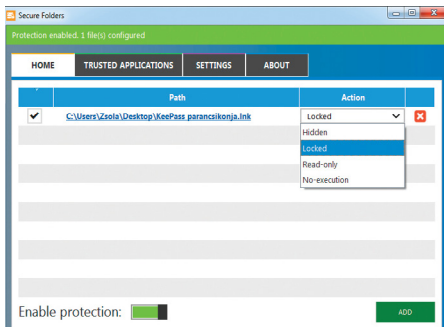 Secure Folders
Protection enabled. 1 file(s) configured
HOME TRUSTED APPLICATIONS SETTINGS ABOUT
Path Action
C:\Users\Zsola\Desktop\KeePass parancsikonja.lnk Locked
Hidden
Locked
Read-only
No-execution
Enable protection: ADD